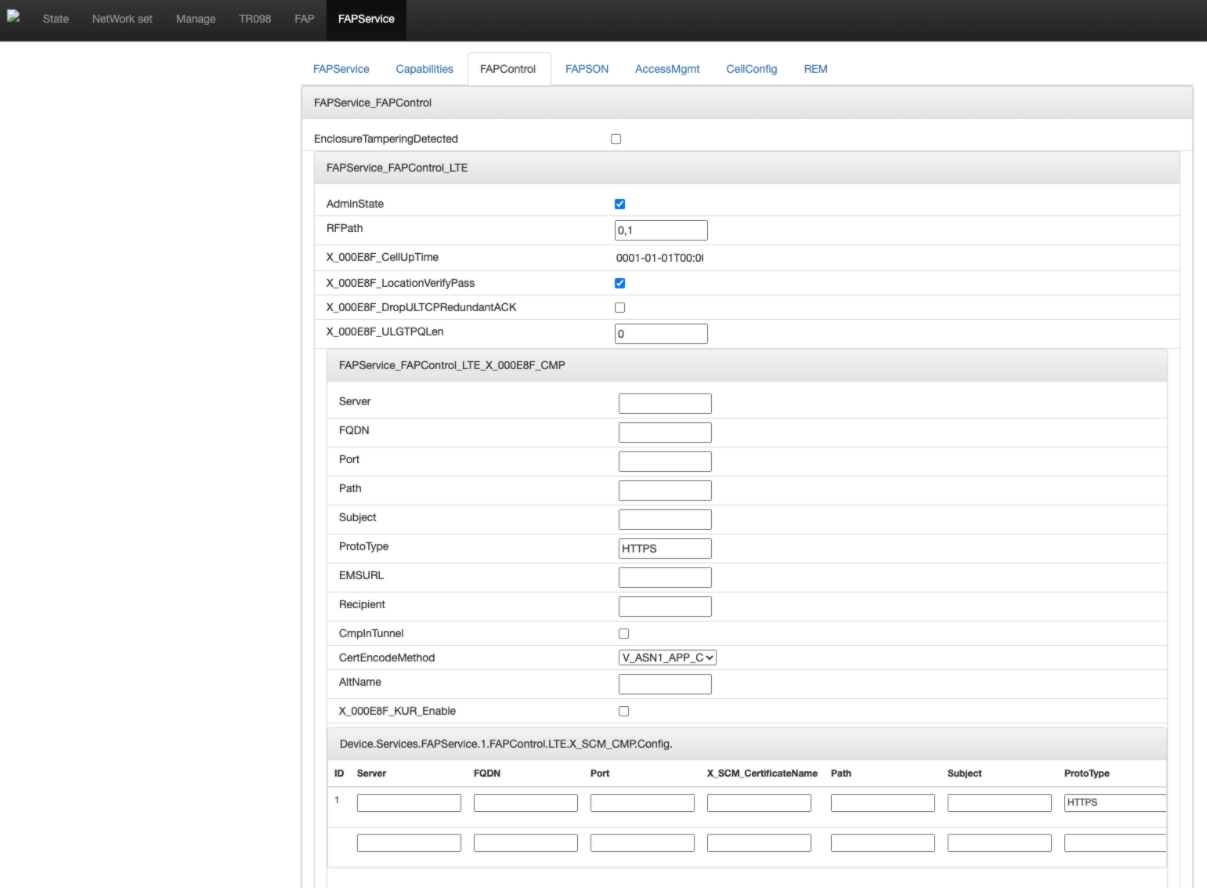 State NetWork set Manage TR098 FAP FAPService
FAPService Capabilities FAPControl FAPSON AccessMgmt CellConfig REM
FAPService_FAPControl
EnclosureTamperingDetected
FAPService_FAPControl_LTE
AdminState
RFPath 0,1
X_000E8F_CellUpTime 0001-01-01T00:0
X_000E8F_LocationVerifyPass
X_000E8F_DropULTCPRedundantACK
X_000E8F_ULGTPQLen 0
FAPService_FAPControl_LTE_X_000E8F_CMP
Server
FQDN
Port
Path
Subject
ProtoType HTTPS
EMSURL
Recipient
CmpInTunnel
CertEncodeMethod V_ASN1_APP_C
AltName
X_000E8F_KUR_Enable
Device.Services.FAPService.1.FAPControl.LTE.X_SCM_CMP.Config.
ID Server FQDN Port X_SCM_CertificateName Path Subject ProtoType
1 HTTPS